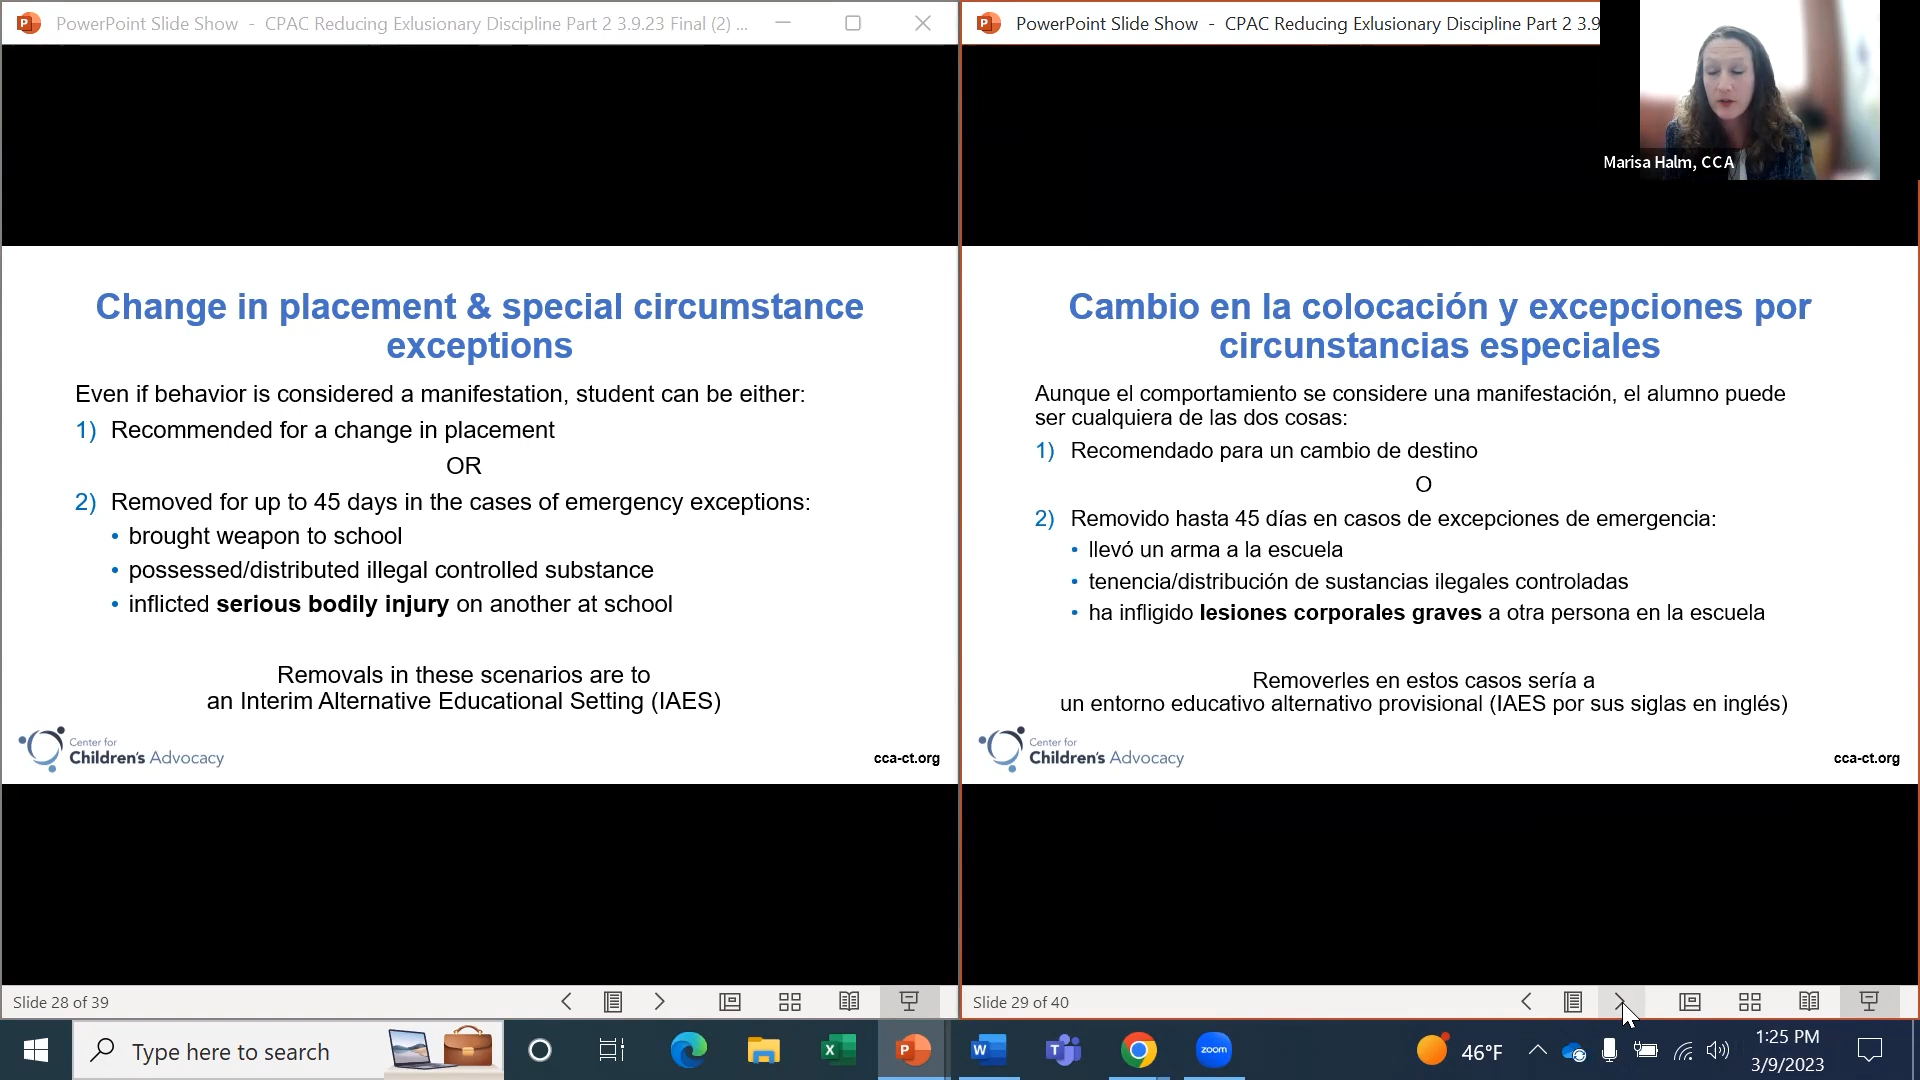 PowerPoint Slide Show - CPAC Reducing Exlusionary Discipline Part 2 3.9.23 Final (2) ...
Change in placement & special circumstance
exceptions
Even if behavior is considered a manifestation, student can be either:
1) Recommended for a change in placement
OR
2) Removed for up to 45 days in the cases of emergency exceptions:
• brought weapon to school
• possessed/distributed illegal controlled substance
• inflicted serious bodily injury on another at school
Removals in these scenarios are to
an Interim Alternative Educational Setting (IAES)
Center for
Children's Advocacy
cca-ct.org
Slide 28 of 39
PowerPoint Slide Show - CPAC Reducing Exlusionary Discipline Part 2 3.9
Marisa Halm, CCA
Cambio en la colocación y excepciones por
circunstancias especiales
Aunque el comportamiento se considere una manifestación, el alumno puede
ser cualquiera de las dos cosas:
1) Recomendado para un cambio de destino
O
2) Removido hasta 45 días en casos de excepciones de emergencia:
• llevó un arma a la escuela
• tenencia/distribución de sustancias ilegales controladas
• ha infligido lesiones corporales graves a otra persona en la escuela
Removerles en estos casos sería a
un entorno educativo alternativo provisional (IAES por sus siglas en inglés)
Center for
Children's Advocacy
cca-ct.org
Slide 29 of 40
Type here to search
zoom
46°F
1:25 PM
3/9/2023